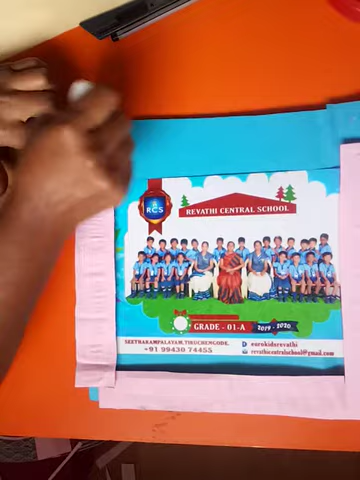 RCS
REVATHI CENTRAL SCHOOL
GRADE - 01-A
2019 - 2020
SEETHARAMPALAYAM, TIRUCHENGODE,
+91 99430 74455
eurokidsrevathi
revathicentralschool@gmail.com